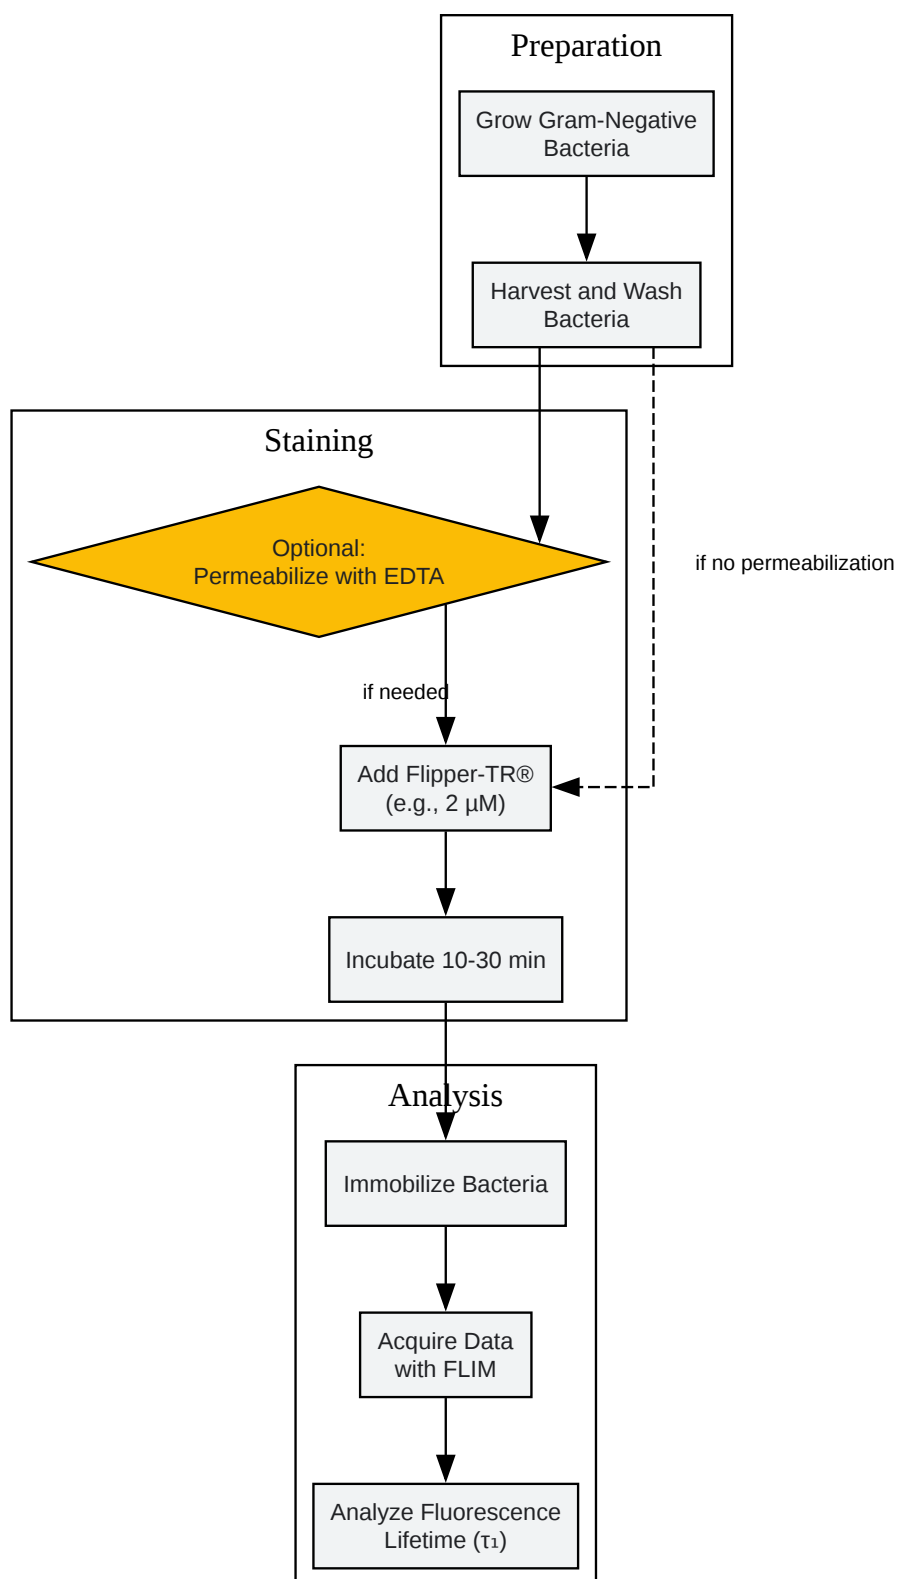 Preparation
Grow Gram-Negative
Bacteria
Harvest and Wash
Bacteria
Staining
Optional:
Permeabilize with EDTA
if no permeabilization
if needed
Add Flipper-TR®
(e.g., 2 µM)
Incubate 10-30 min
Analysis
Immobilize Bacteria
Acquire Data
with FLIM
Analyze Fluorescence
Lifetime (τ₁)